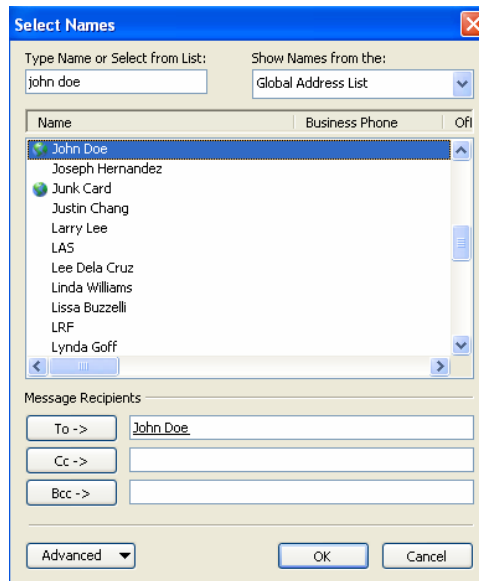 Select Names
Type Name or Select from List: Show Names from the:
john doe Global Address List
Name Business Phone Ofl
John Doe
Joseph Hernandez
Junk Card
Justin Chang
Larry Lee
LAS
Lee Dela Cruz
Linda Williams
Lissa Buzzelli
LRF
Lynda Goff
Message Recipients
To -> John Doe
Cc ->
Bcc ->
Advanced OK Cancel